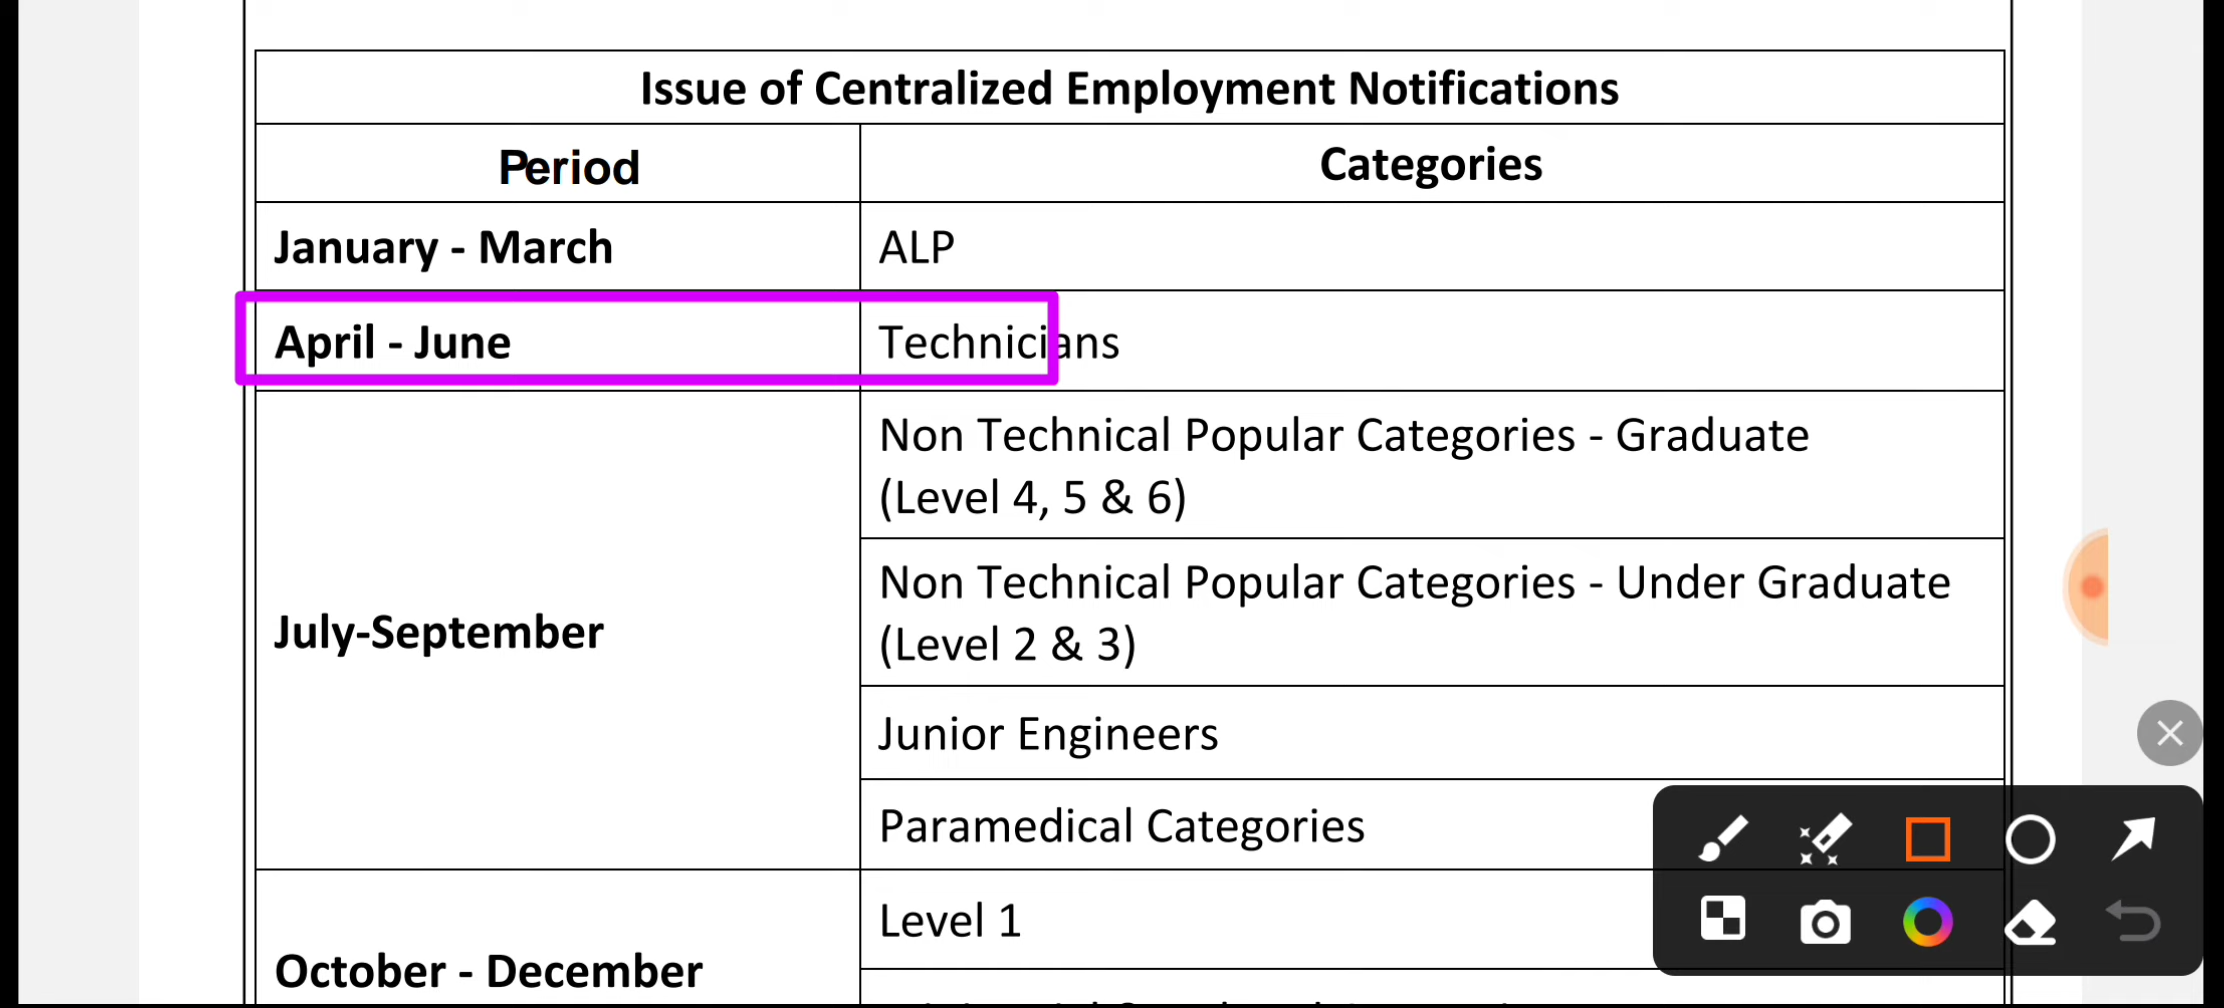 Issue of Centralized Employment Notifications
Period
Categories
January - March
ALP
April - June
Technicians
July-September
Non Technical Popular Categories - Graduate
(Level 4, 5 & 6)
Non Technical Popular Categories - Under Graduate
(Level 2 & 3)
Junior Engineers
Paramedical Categories
October - December
Level 1